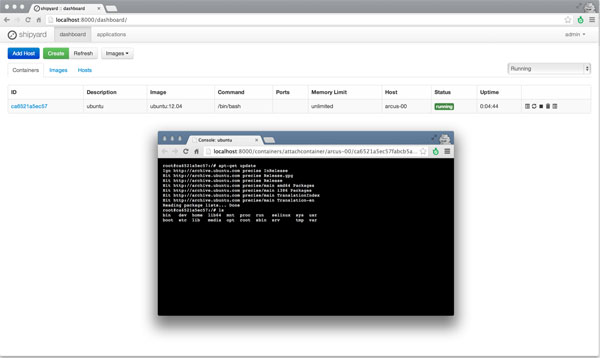 shipyard :: dashboard
localhost:8000/dashboard/
shipyard dashboard applications admin
Add Host Create Refresh Images
Containers Images Hosts Running
ID Description Image Command Ports Memory Limit Host Status Uptime
ca6521a5ec57 ubuntu ubuntu:12.04 /bin/bash unlimited arcus-00 running 0:04:44
Console: ubuntu
localhost:8000/containers/attachcontainer/arcus-00/ca6521a5ec57fabcb5a...
root@ca6521a5ec57:/# apt-get update
Ign http://archive.ubuntu.com precise InRelease
Hit http://archive.ubuntu.com precise Release.gpg
Hit http://archive.ubuntu.com precise Release
Hit http://archive.ubuntu.com precise/main amd64 Packages
Hit http://archive.ubuntu.com precise/main i386 Packages
Hit http://archive.ubuntu.com precise/main TranslationIndex
Hit http://archive.ubuntu.com precise/main Translation-en
Reading package lists... Done
root@ca6521a5ec57:/# ls
bin dev home lib64 mnt proc run selinux sys usr
boot etc lib media opt root sbin srv tmp var